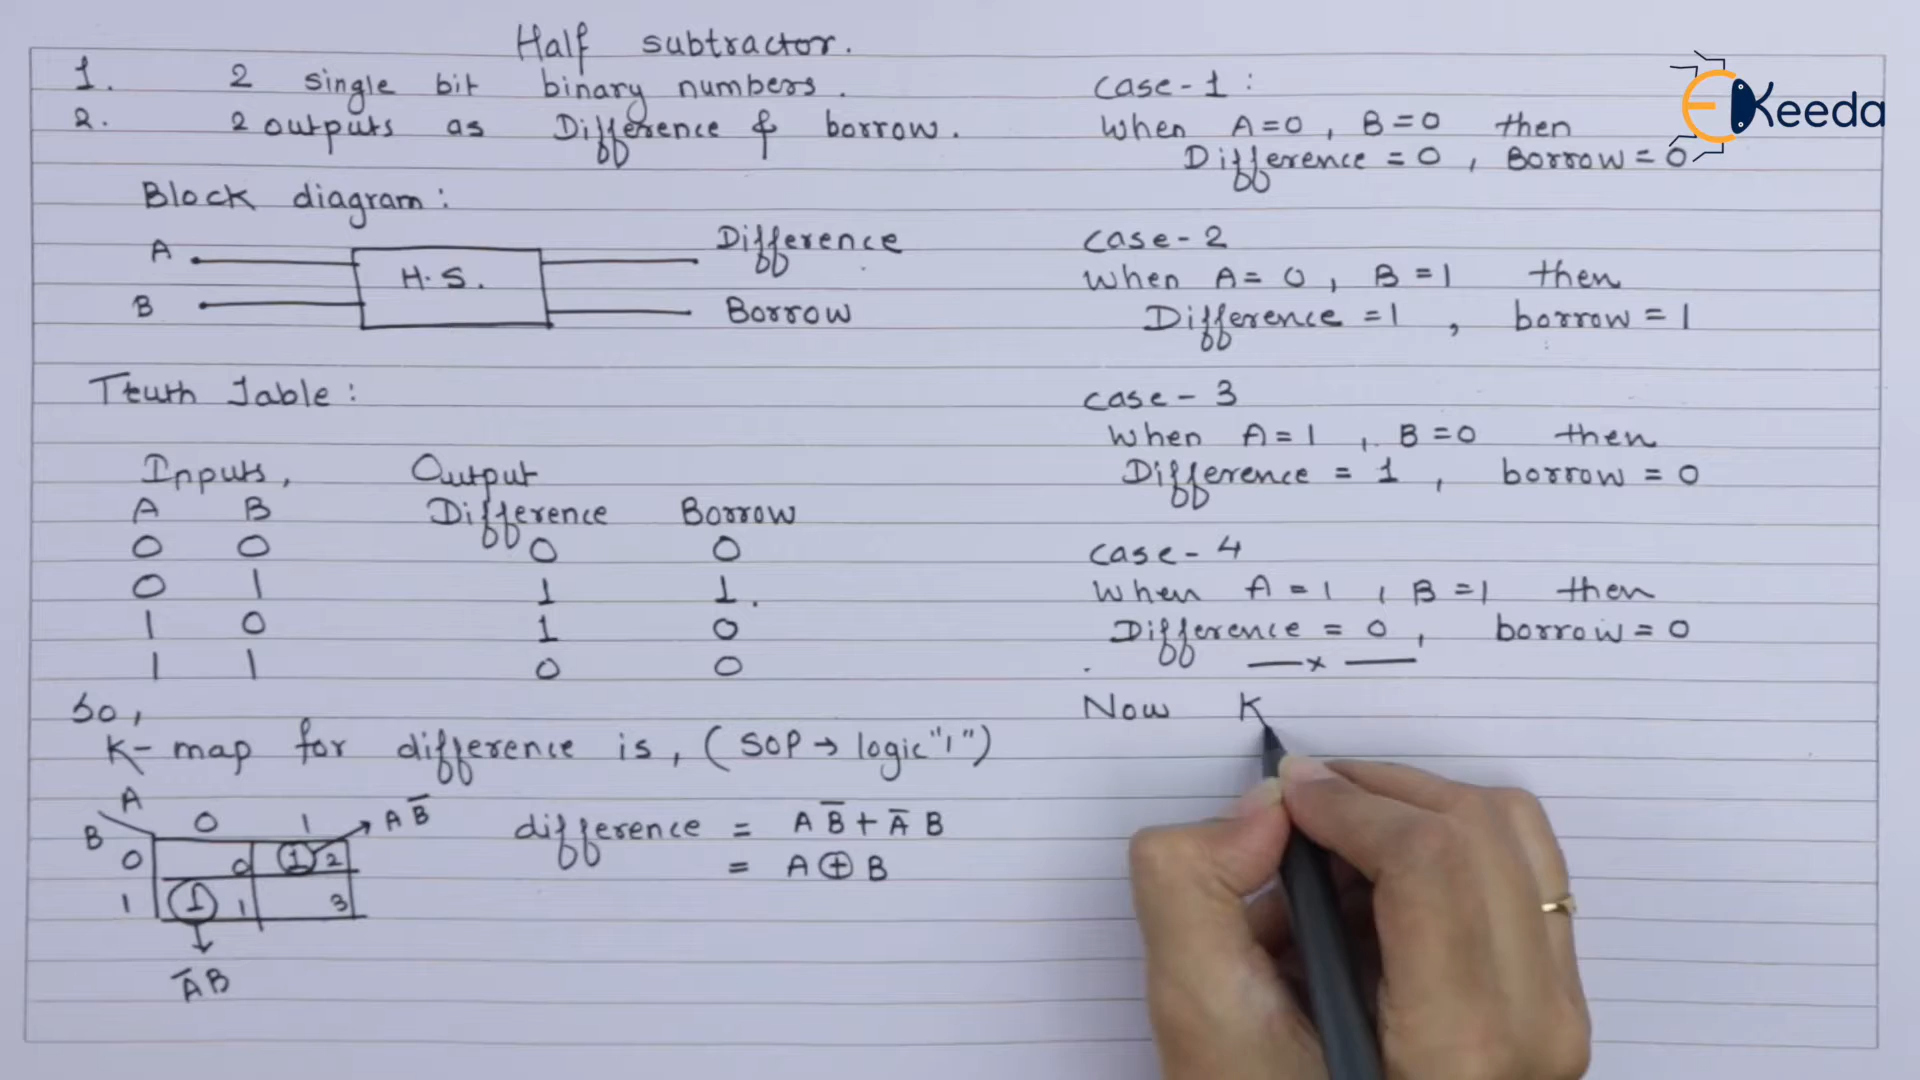 Half subtractor.
1. 2 single bit binary numbers.
2. 2 outputs as Difference & borrow.
Block diagram:
A
Difference
H.S.
B
Borrow
Truth Table:
Inputs, Output
A B Difference Borrow
0 0 0 0
0 1 1 1.
1 0 1 0
1 1 0 0
So,
K-map for difference is, (SOP → logic "1")
A
0 1 → A B̅
B
0 0 1 2
1 1 1 3
↓
A̅ B
difference = A B̅ + A̅ B
= A ⊕ B
EKeeda
case-1:
When A=0, B=0 then
Difference = 0, Borrow = 0
case-2
When A=0, B=1 then
Difference =1, borrow = 1
case-3
When A=1, B=0 then
Difference = 1, borrow = 0
case-4
When A=1, B=1 then
Difference = 0, borrow = 0
—x—
Now K